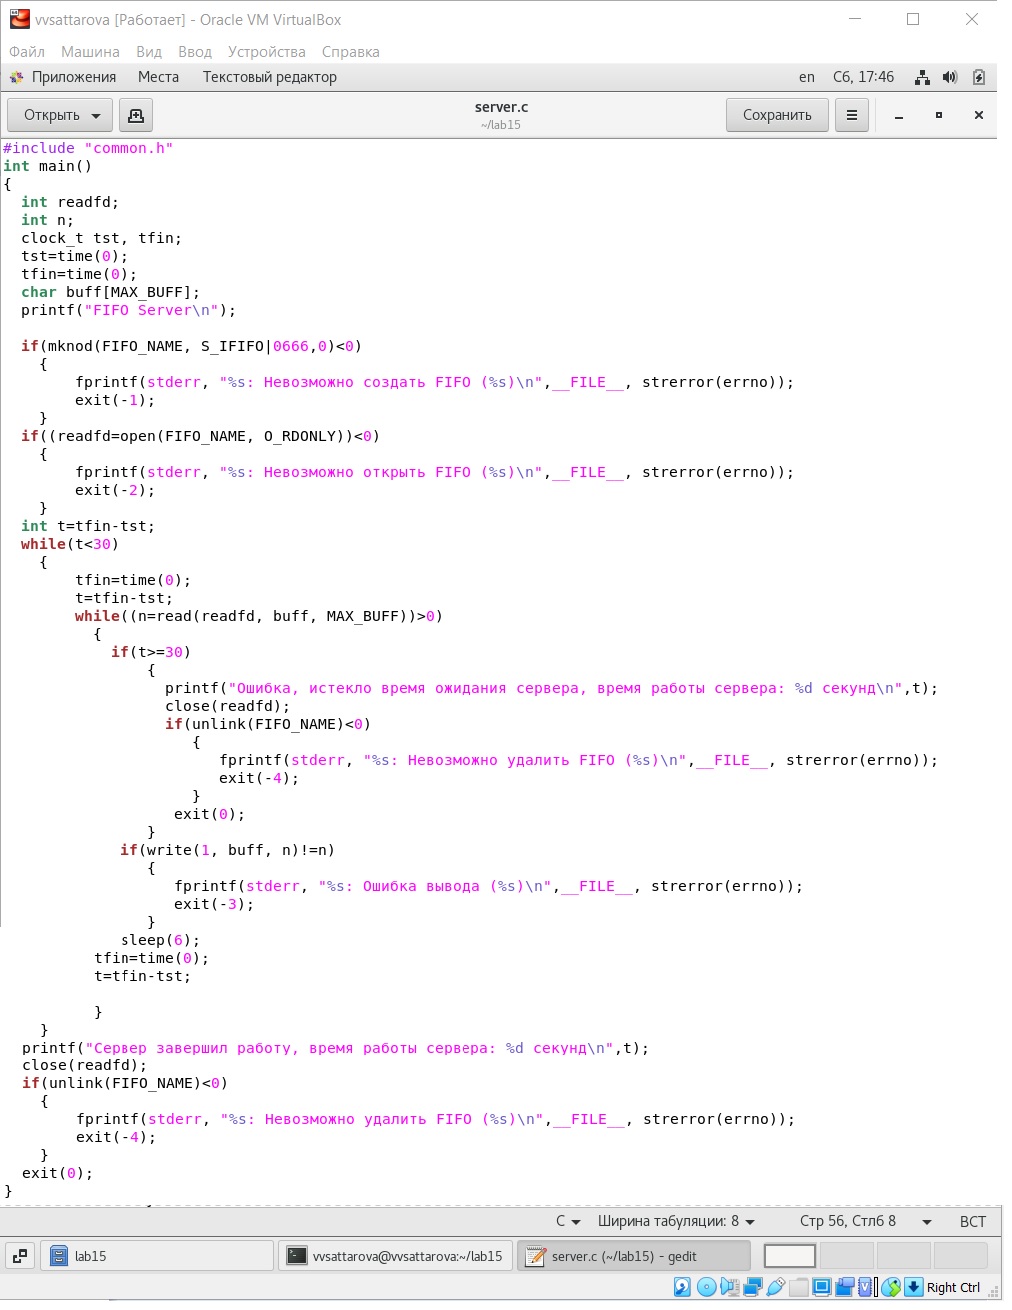 vvsattarova [Работает] - Oracle VM VirtualBox
Файл Машина Вид Ввод Устройства Справка
Приложения Места Текстовый редактор en Сб, 17:46
Открыть server.c Сохранить
~/lab15
#include "common.h"
int main()
{
  int readfd;
  int n;
  clock_t tst, tfin;
  tst=time(0);
  tfin=time(0);
  char buff[MAX_BUFF];
  printf("FIFO Server\n");
  if(mknod(FIFO_NAME, S_IFIFO|0666,0)<0)
    {
        fprintf(stderr, "%s: Невозможно создать FIFO (%s)\n",__FILE__, strerror(errno));
        exit(-1);
    }
  if((readfd=open(FIFO_NAME, O_RDONLY))<0)
    {
        fprintf(stderr, "%s: Невозможно открыть FIFO (%s)\n",__FILE__, strerror(errno));
        exit(-2);
    }
  int t=tfin-tst;
  while(t<30)
    {
        tfin=time(0);
        t=tfin-tst;
        while((n=read(readfd, buff, MAX_BUFF))>0)
          {
            if(t>=30)
                {
                  printf("Ошибка, истекло время ожидания сервера, время работы сервера: %d секунд\n",t);
                  close(readfd);
                  if(unlink(FIFO_NAME)<0)
                     {
                        fprintf(stderr, "%s: Невозможно удалить FIFO (%s)\n",__FILE__, strerror(errno));
                        exit(-4);
                     }
                   exit(0);
                }
             if(write(1, buff, n)!=n)
                {
                   fprintf(stderr, "%s: Ошибка вывода (%s)\n",__FILE__, strerror(errno));
                   exit(-3);
                }
             sleep(6);
          tfin=time(0);
          t=tfin-tst;
          }
    }
  printf("Сервер завершил работу, время работы сервера: %d секунд\n",t);
  close(readfd);
  if(unlink(FIFO_NAME)<0)
    {
        fprintf(stderr, "%s: Невозможно удалить FIFO (%s)\n",__FILE__, strerror(errno));
        exit(-4);
    }
  exit(0);
}
C Ширина табуляции: 8 Стр 56, Стлб 8 ВСТ
lab15 vvsattarova@vvsattarova:~/lab15 server.c (~/lab15) - gedit
Right Ctrl